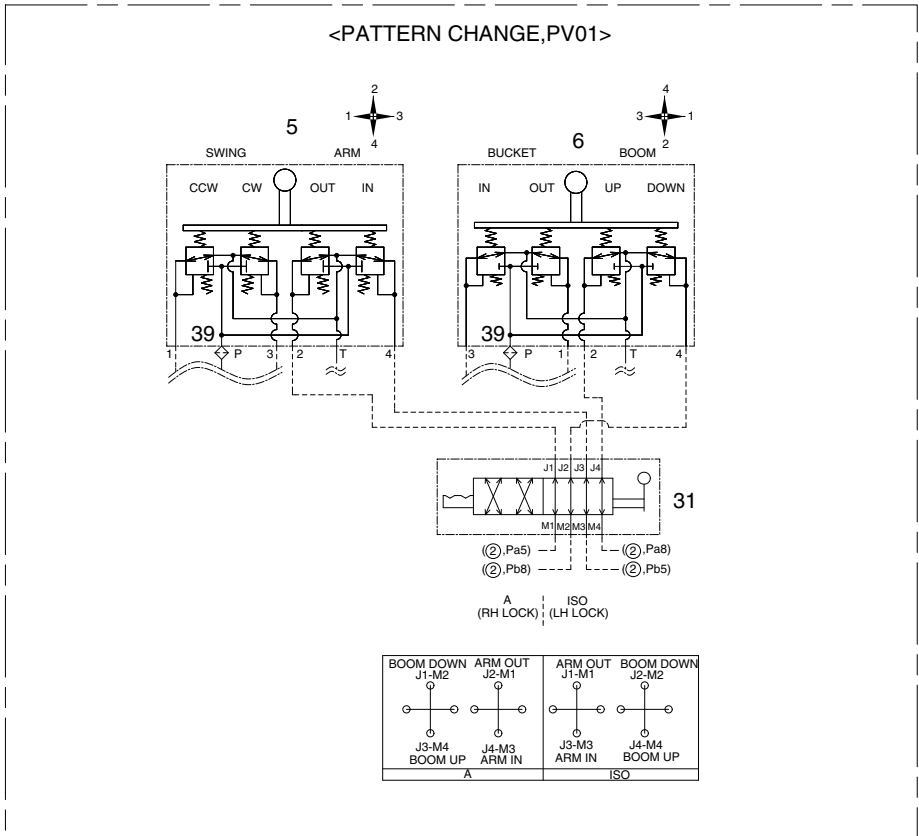 <PATTERN CHANGE,PV01>
2
1 3
4
5
SWING ARM
CCW CW OUT IN
39
1 P 3 2 T 4
4
3 1
2
6
BUCKET BOOM
IN OUT UP DOWN
39
3 P 1 2 T 4
J1 J2 J3 J4
31
M1 M2 M3 M4
(②,Pa5) (②,Pa8)
(②,Pb8) (②,Pb5)
A ISO
(RH LOCK) (LH LOCK)
BOOM DOWN ARM OUT ARM OUT BOOM DOWN
J1-M2 J2-M1 J1-M1 J2-M2
J3-M4 J4-M3 J3-M3 J4-M4
BOOM UP ARM IN ARM IN BOOM UP
A ISO